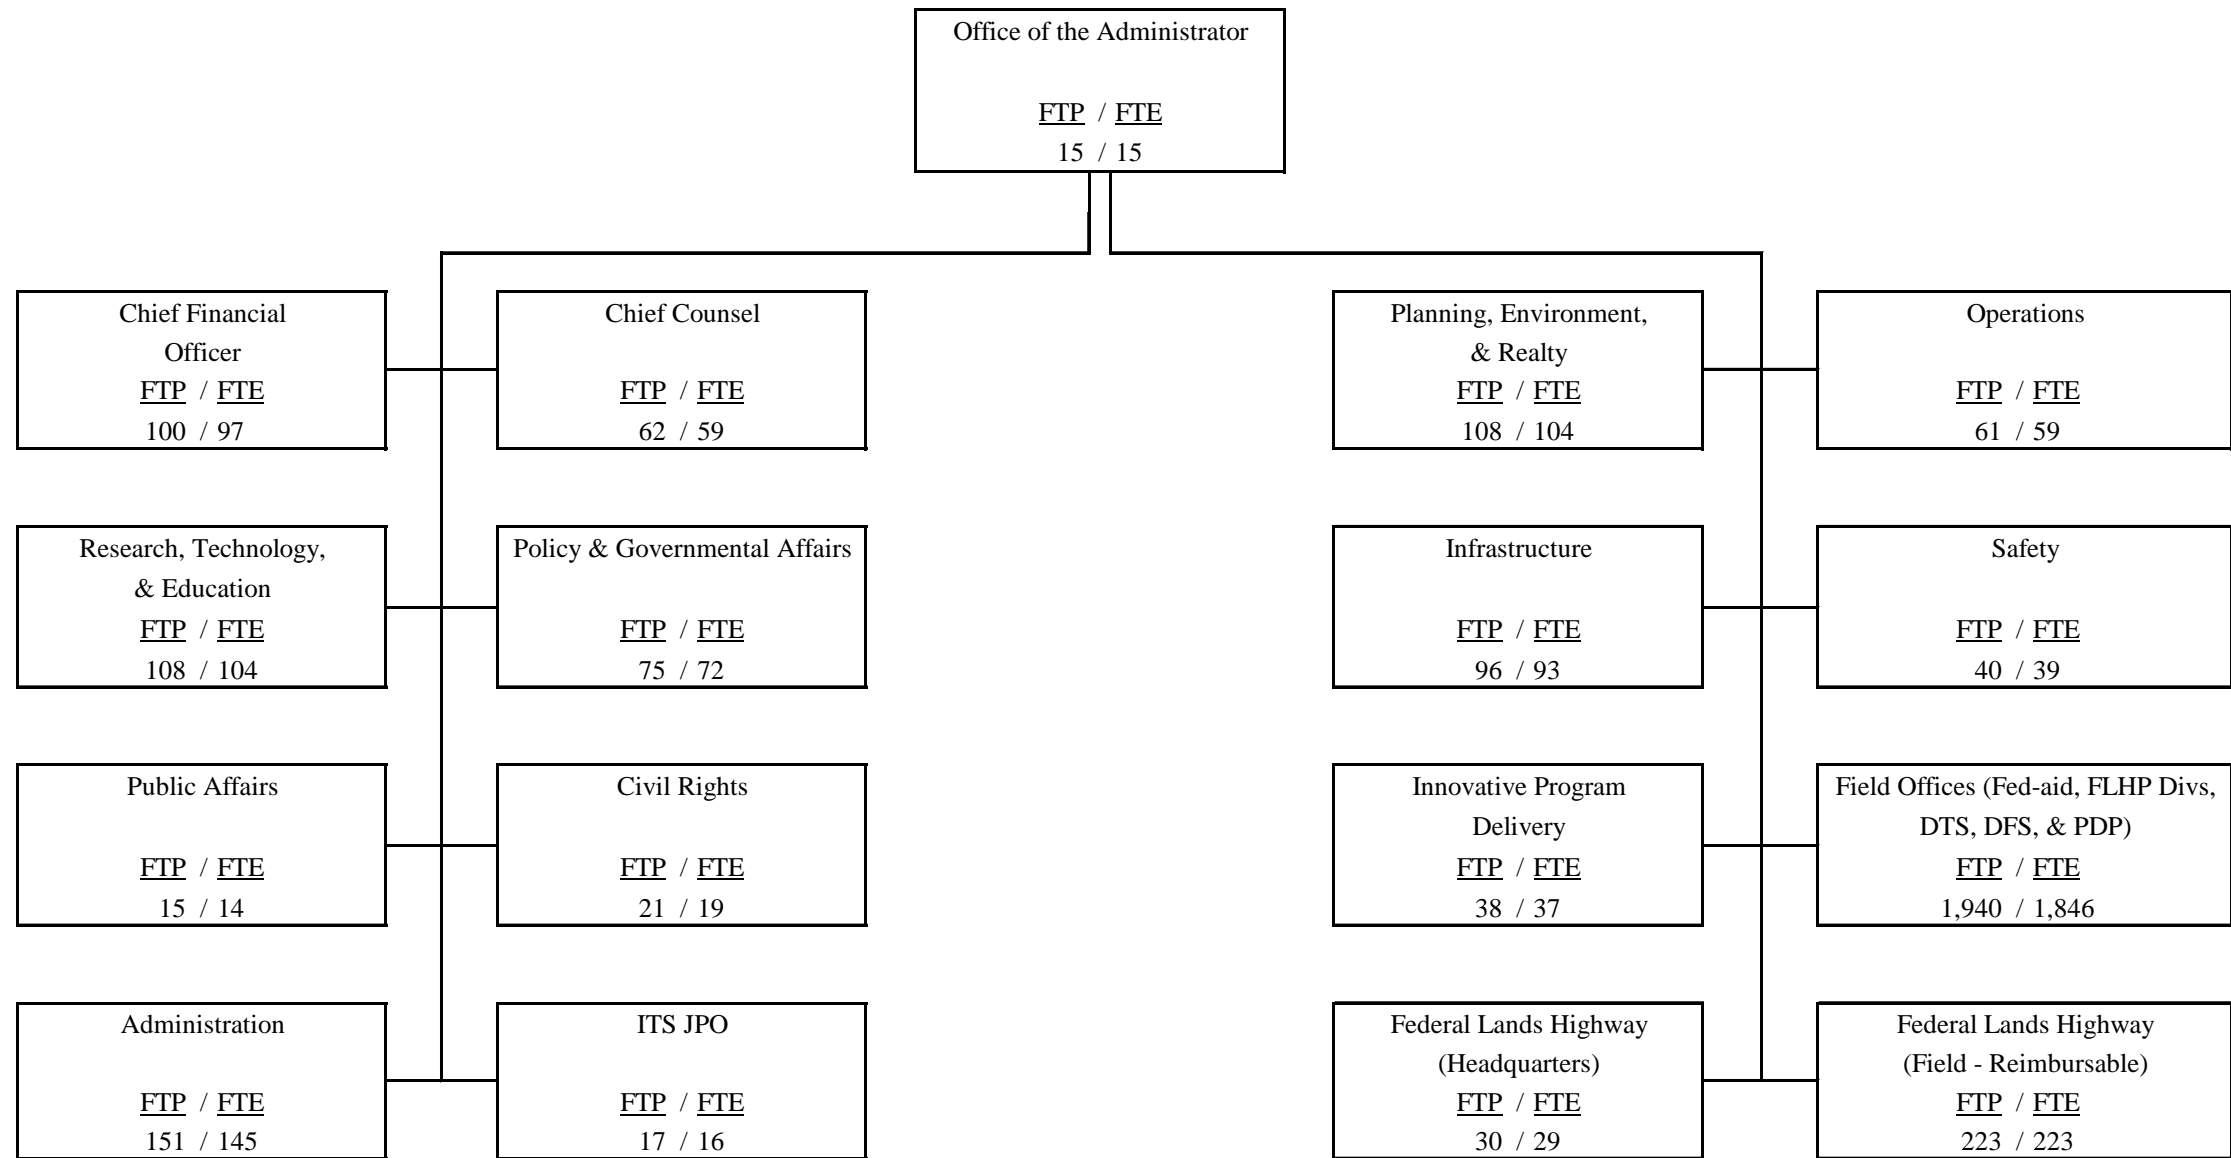 Office of the Administrator
FTP / FTE
15 / 15
Chief Financial
Officer
FTP / FTE
100 / 97
Chief Counsel
FTP / FTE
62 / 59
Planning, Environment,
& Realty
FTP / FTE
108 / 104
Operations
FTP / FTE
61 / 59
Research, Technology,
& Education
FTP / FTE
108 / 104
Policy & Governmental Affairs
FTP / FTE
75 / 72
Infrastructure
FTP / FTE
96 / 93
Safety
FTP / FTE
40 / 39
Public Affairs
FTP / FTE
15 / 14
Civil Rights
FTP / FTE
21 / 19
Innovative Program
Delivery
FTP / FTE
38 / 37
Field Offices (Fed-aid, FLHP Divs,
DTS, DFS, & PDP)
FTP / FTE
1,940 / 1,846
Administration
FTP / FTE
151 / 145
ITS JPO
FTP / FTE
17 / 16
Federal Lands Highway
(Headquarters)
FTP / FTE
30 / 29
Federal Lands Highway
(Field - Reimbursable)
FTP / FTE
223 / 223